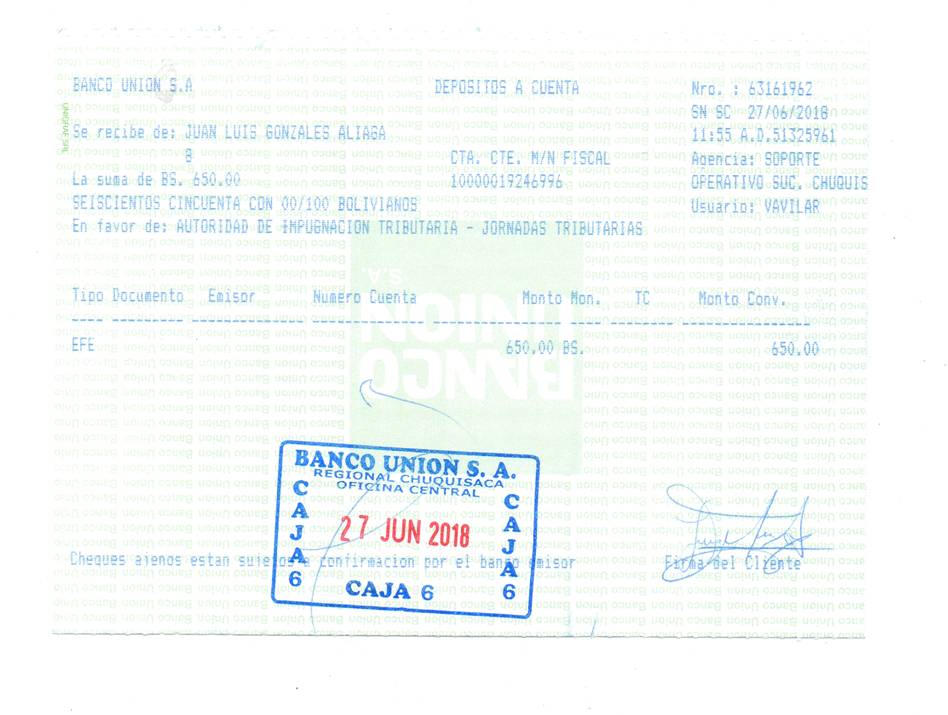 BANCO UNION S.A
DEPOSITOS A CUENTA
Nro. : 63161962
SN SC 27/06/2018
Se recibe de: JUAN LUIS GONZALES ALIAGA
11:55 A.D.51325961
8
CTA. CTE. M/N FISCAL
Agencia: SOPORTE
La suma de BS. 650.00
10000019246996
OPERATIVO SUC. CHUQUIS
SEISCIENTOS CINCUENTA CON 00/100 BOLIVIANOS
Usuario: VAVILAR
En favor de: AUTORIDAD DE IMPUGNACION TRIBUTARIA - JORNADAS TRIBUTARIAS
Tipo Documento Emisor Numero Cuenta Monto Mon. TC Monto Conv.
EFE 650.00 BS. 650.00
BANCO UNION S.A.
BANCO UNION S. A.
REGIONAL CHUQUISACA
OFICINA CENTRAL
CAJA 6
27 JUN 2018
CAJA 6
CAJA 6
Cheques ajenos estan sujetos a confirmacion por el banco emisor
Firma del Cliente